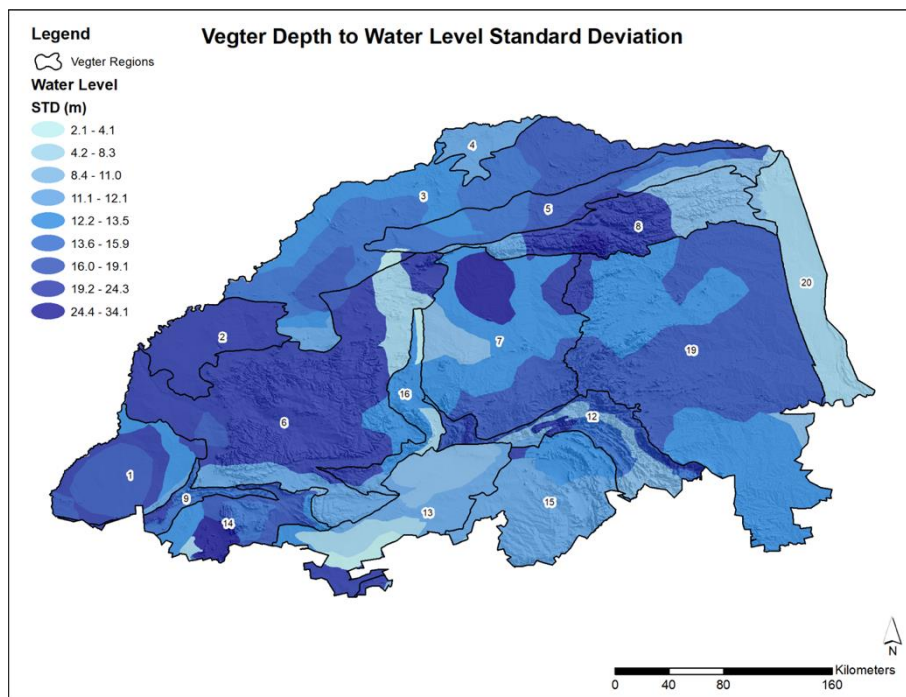 Vegter Depth to Water Level Standard Deviation
Legend
Vegter Regions
Water Level
STD (m)
2.1 - 4.1
4.2 - 8.3
8.4 - 11.0
11.1 - 12.1
12.2 - 13.5
13.6 - 15.9
16.0 - 19.1
19.2 - 24.3
24.4 - 34.1
4
3
5
8
20
2
7
19
16
12
6
1
9
15
13
14
N
Kilometers
0 40 80 160